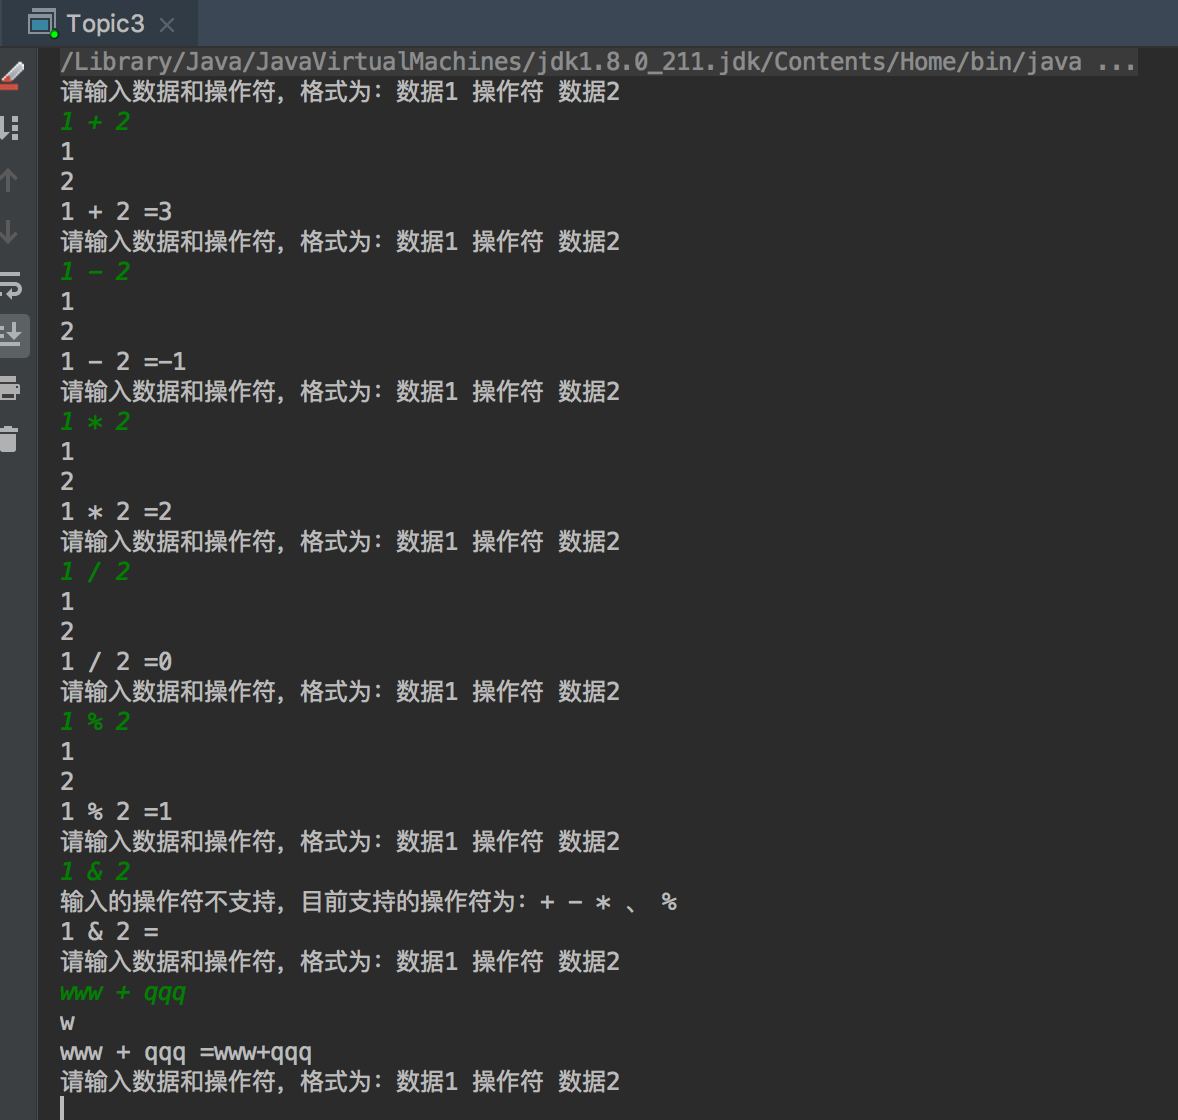 Topic3
/Library/Java/JavaVirtualMachines/jdk1.8.0_211.jdk/Contents/Home/bin/java ...
请输入数据和操作符，格式为：数据1 操作符 数据2
1 + 2
1
2
1 + 2 =3
请输入数据和操作符，格式为：数据1 操作符 数据2
1 - 2
1
2
1 - 2 =-1
请输入数据和操作符，格式为：数据1 操作符 数据2
1 * 2
1
2
1 * 2 =2
请输入数据和操作符，格式为：数据1 操作符 数据2
1 / 2
1
2
1 / 2 =0
请输入数据和操作符，格式为：数据1 操作符 数据2
1 % 2
1
2
1 % 2 =1
请输入数据和操作符，格式为：数据1 操作符 数据2
1 & 2
输入的操作符不支持，目前支持的操作符为：+ - * 、 %
1 & 2 =
请输入数据和操作符，格式为：数据1 操作符 数据2
www + qqq
w
www + qqq =www+qqq
请输入数据和操作符，格式为：数据1 操作符 数据2